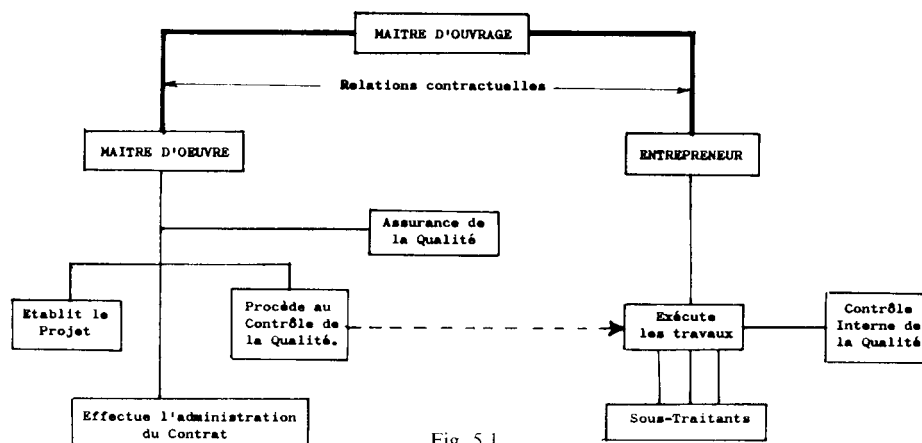 MAITRE D'OUVRAGE
Relations contractuelles
MAITRE D'OEUVRE
ENTREPRENEUR
Assurance de
la Qualité
Etablit le
Projet
Procède au
Contrôle de
la Qualité.
Exécute
les travaux
Contrôle
Interne de
la Qualité
Effectue l'administration
du Contrat
Sous-Traitants
Fig. 5.1